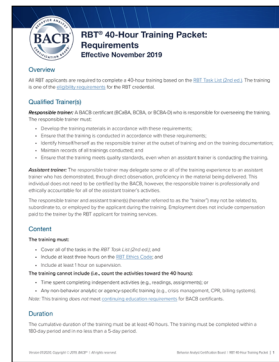 BACB
RBT® 40-Hour Training Packet:
Requirements
Effective November 2019
Overview
All RBT applicants are required to complete a 40-hour training based on the RBT Task List (2nd ed.). The training
is one of the eligibility requirements for the RBT credential.
Qualified Trainer(s)
Responsible trainer: A BACB certificant (BCaBA, BCBA, or BCBA-D) who is responsible for overseeing the training.
The responsible trainer must:
• Develop the training materials in accordance with these requirements;
• Ensure that the training is conducted in accordance with these requirements;
• Identify himself/herself as the responsible trainer at the outset of training and on the training documentation;
• Maintain records of all trainings conducted; and
• Ensure that the training meets quality standards, even when an assistant trainer is conducting the training.
Assistant trainer: The responsible trainer may delegate some or all of the training experience to an assistant
trainer who has demonstrated, through direct observation, proficiency in the material being delivered. This
individual does not need to be certified by the BACB, however, the responsible trainer is professionally and
ethically accountable for all of the assistant trainer's activities.
The responsible trainer and assistant trainer(s) (hereafter referred to as the "trainer") may not be related to,
subordinate to, or employed by the applicant during the training. Employment does not include compensation
paid to the trainer by the RBT applicant for training services.
Content
The training must:
• Cover all of the tasks in the RBT Task List (2nd ed.); and
• Include at least three hours on the RBT Ethics Code; and
• Include at least 1 hour on supervision.
The training cannot include (i.e., count the activities toward the 40 hours):
• Time spent completing independent activities (e.g., readings, assignments); or
• Any non-behavior analytic or agency-specific training (e.g., crisis management, CPR, billing systems).
Note: This training does not meet continuing education requirements for BACB certificants.
Duration
The cumulative duration of the training must be at least 40 hours. The training must be completed within a
180-day period and in no less than a 5-day period.